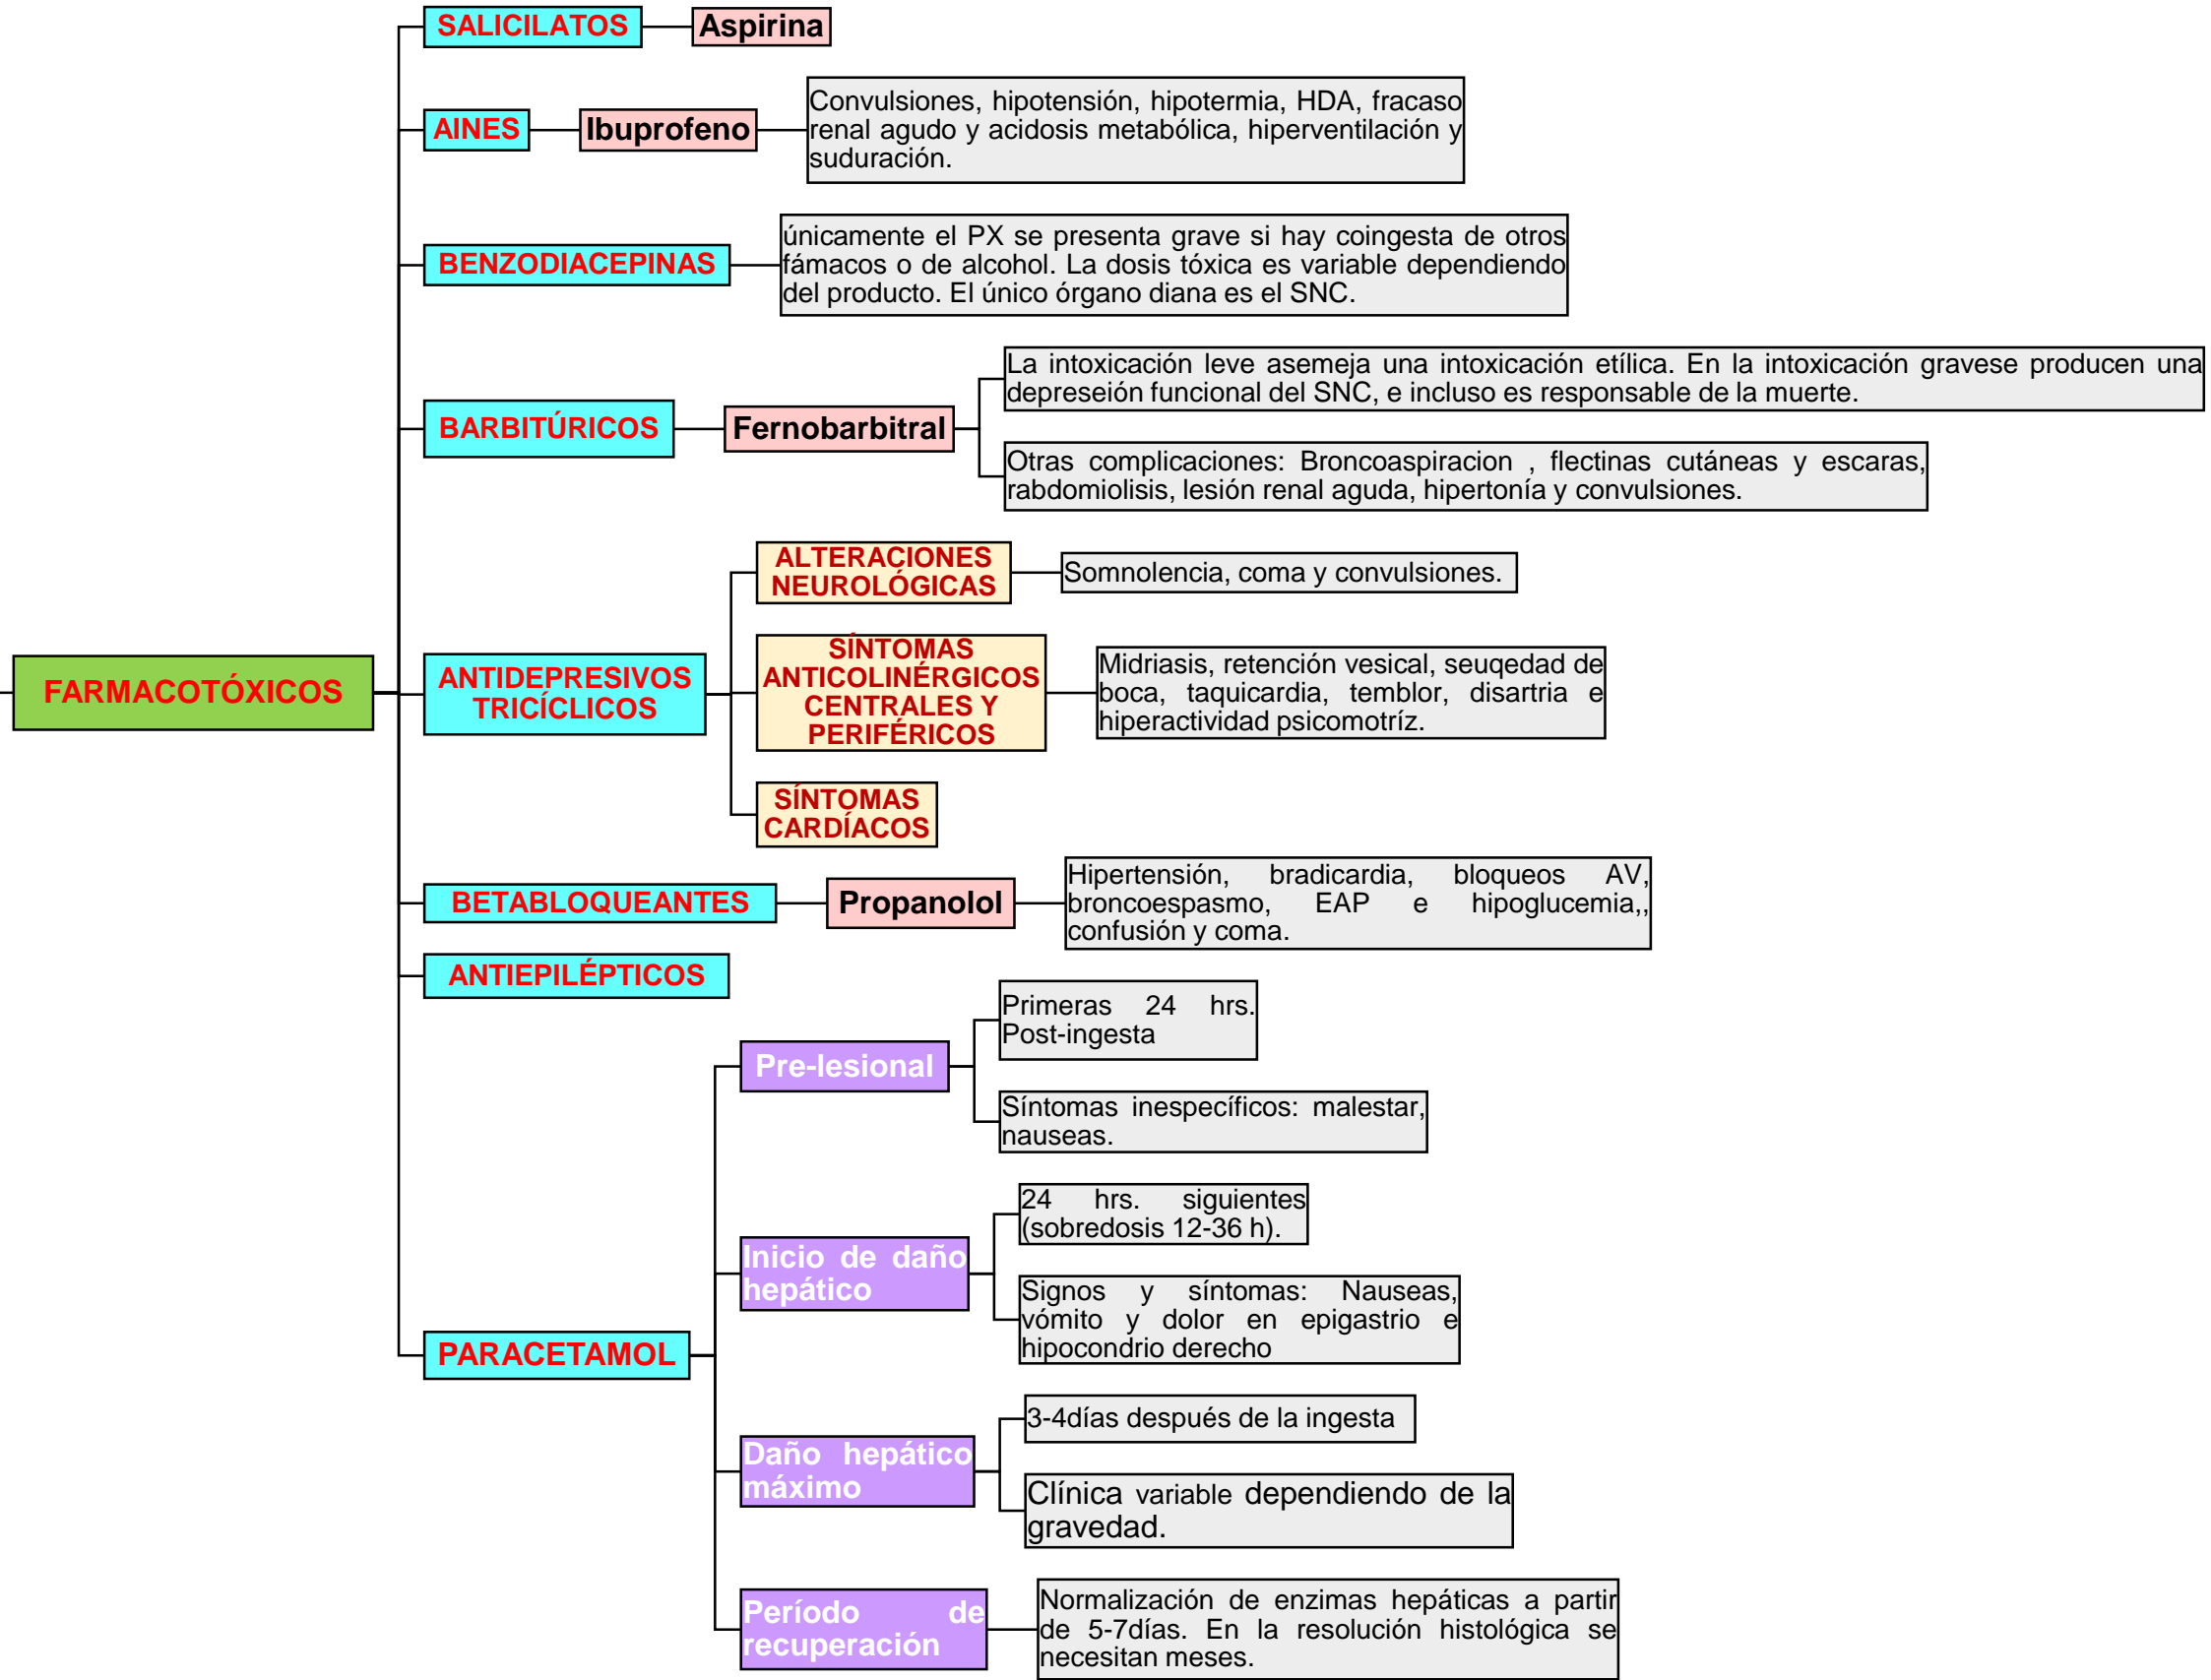 SALICILATOS
Aspirina
AINES
Ibuprofeno
Convulsiones, hipotensión, hipotermia, HDA, fracaso
renal agudo y acidosis metabólica, hiperventilación y
suduración.
BENZODIACEPINAS
únicamente el PX se presenta grave si hay coingesta de otros
fámacos o de alcohol. La dosis tóxica es variable dependiendo
del producto. El único órgano diana es el SNC.
BARBITÚRICOS
Fernobarbitral
La intoxicación leve asemeja una intoxicación etílica. En la intoxicación gravese producen una
depreseión funcional del SNC, e incluso es responsable de la muerte.
Otras complicaciones: Broncoaspiracion , flectinas cutáneas y escaras,
rabdomiolisis, lesión renal aguda, hipertonía y convulsiones.
FARMACOTÓXICOS
ANTIDEPRESIVOS
TRICÍCLICOS
ALTERACIONES
NEUROLÓGICAS
Somnolencia, coma y convulsiones.
SÍNTOMAS
ANTICOLINÉRGICOS
CENTRALES Y
PERIFÉRICOS
Midriasis, retención vesical, seuqedad de
boca, taquicardia, temblor, disartria e
hiperactividad psicomotríz.
SÍNTOMAS
CARDÍACOS
BETABLOQUEANTES
Propanolol
Hipertensión, bradicardia, bloqueos AV,
broncoespasmo, EAP e hipoglucemia,,
confusión y coma.
ANTIEPILÉPTICOS
PARACETAMOL
Pre-lesional
Primeras 24 hrs.
Post-ingesta
Síntomas inespecíficos: malestar,
nauseas.
Inicio de daño
hepático
24 hrs. siguientes
(sobredosis 12-36 h).
Signos y síntomas: Nauseas,
vómito y dolor en epigastrio e
hipocondrio derecho
Daño hepático
máximo
3-4días después de la ingesta
Clínica variable dependiendo de la
gravedad.
Período de
recuperación
Normalización de enzimas hepáticas a partir
de 5-7días. En la resolución histológica se
necesitan meses.